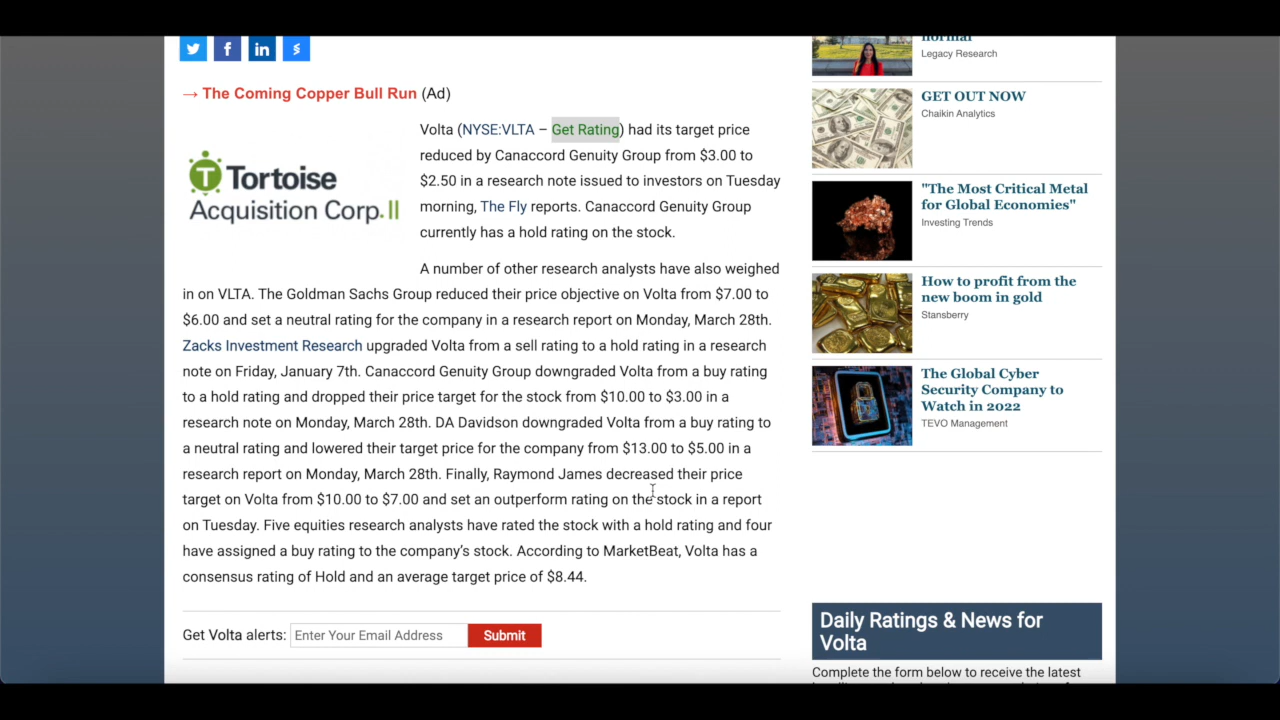 → The Coming Copper Bull Run (Ad)
Tortoise
Acquisition Corp. II
Volta (NYSE:VLTA – Get Rating) had its target price
reduced by Canaccord Genuity Group from $3.00 to
$2.50 in a research note issued to investors on Tuesday
morning, The Fly reports. Canaccord Genuity Group
currently has a hold rating on the stock.
A number of other research analysts have also weighed
in on VLTA. The Goldman Sachs Group reduced their price objective on Volta from $7.00 to
$6.00 and set a neutral rating for the company in a research report on Monday, March 28th.
Zacks Investment Research upgraded Volta from a sell rating to a hold rating in a research
note on Friday, January 7th. Canaccord Genuity Group downgraded Volta from a buy rating
to a hold rating and dropped their price target for the stock from $10.00 to $3.00 in a
research note on Monday, March 28th. DA Davidson downgraded Volta from a buy rating to
a neutral rating and lowered their target price for the company from $13.00 to $5.00 in a
research report on Monday, March 28th. Finally, Raymond James decreased their price
target on Volta from $10.00 to $7.00 and set an outperform rating on the stock in a report
on Tuesday. Five equities research analysts have rated the stock with a hold rating and four
have assigned a buy rating to the company's stock. According to MarketBeat, Volta has a
consensus rating of Hold and an average target price of $8.44.
Get Volta alerts: Enter Your Email Address Submit
normal
Legacy Research
GET OUT NOW
Chaikin Analytics
"The Most Critical Metal
for Global Economies"
Investing Trends
How to profit from the
new boom in gold
Stansberry
The Global Cyber
Security Company to
Watch in 2022
TEVO Management
Daily Ratings & News for
Volta
Complete the form below to receive the latest